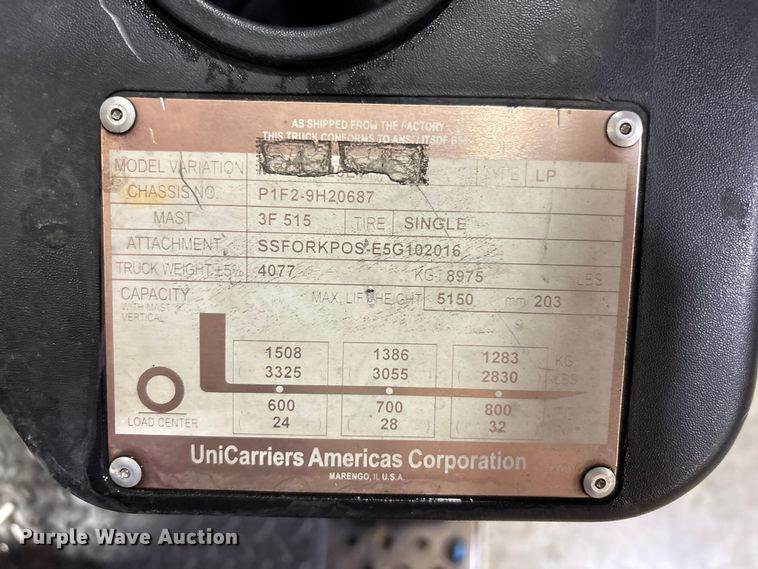 AS SHIPPED FROM THE FACTORY
THIS TRUCK CONFORMS TO ANSI/ITSDF
MODEL VARIATION LP
CHASSIS NO. P1F2-9H20687
MAST 3F 515 TIRE SINGLE
ATTACHMENT SSFORKPOS-E5G102016
TRUCK WEIGHT ±5% 4077 KG 8975 LBS
CAPACITY MAX. LIFT HEIGHT 5150 mm 203
WITH MAST
VERTICAL
1508 1386 1283 KG
( 3325 ) ( 3055 ) ( 2830 ) LBS
600 700 800
( 24 ) ( 28 ) ( 32 )
LOAD CENTER
UniCarriers Americas Corporation
MARENGO, IL U.S.A.
Purple Wave Auction